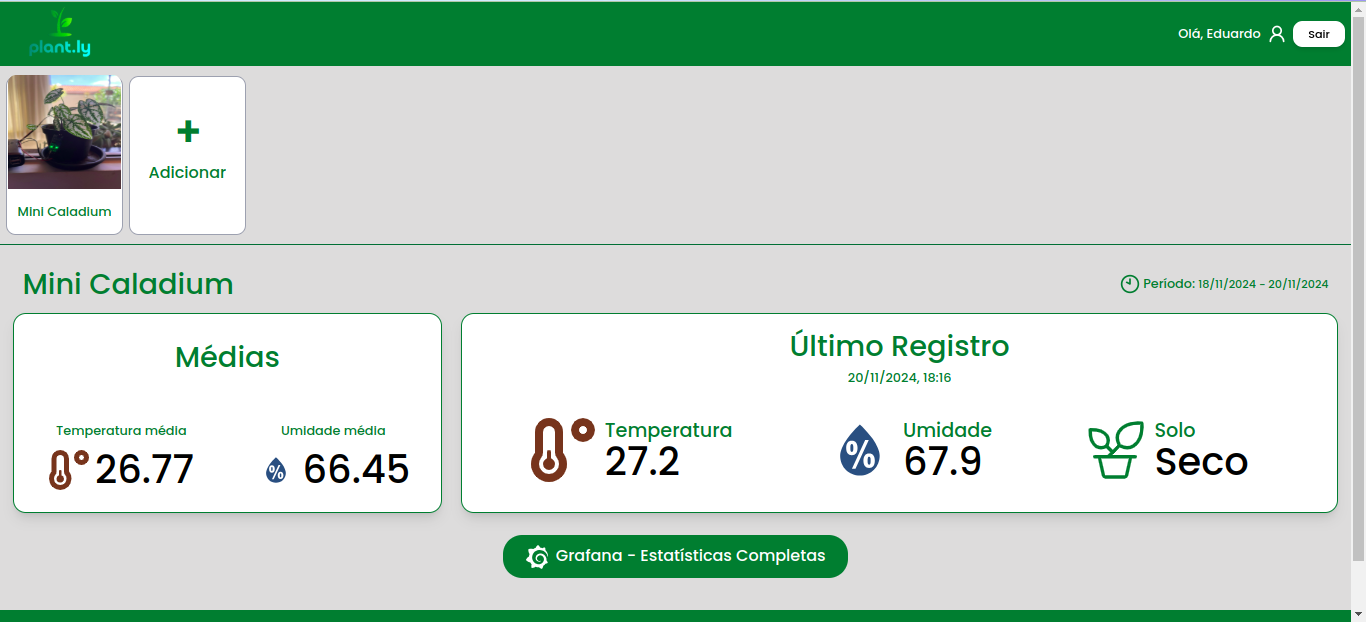 plant.ly
Olá, Eduardo
Sair
Mini Caladium
+
Adicionar
Mini Caladium
Período: 18/11/2024 - 20/11/2024
Médias
Temperatura média
26.77
Umidade média
%
66.45
Último Registro
20/11/2024, 18:16
Temperatura
27.2
%
Umidade
67.9
Solo
Seco
Grafana - Estatísticas Completas